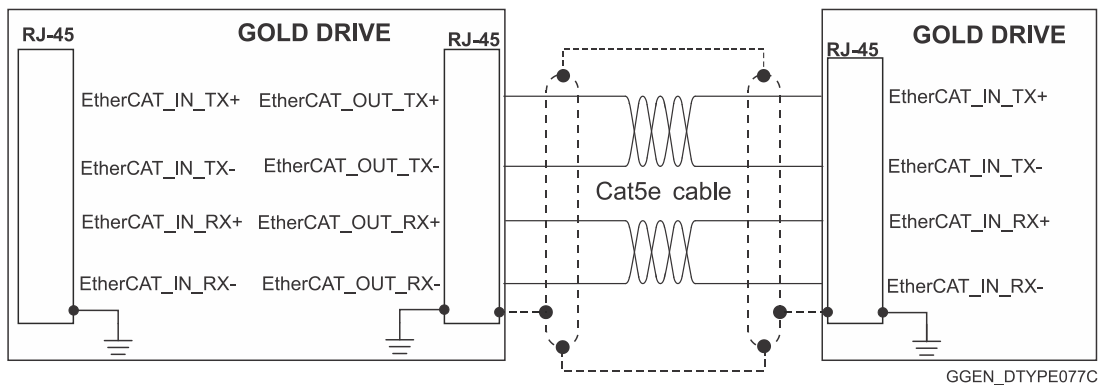 GOLD DRIVE
RJ-45
RJ-45
EtherCAT_IN_TX+
EtherCAT_OUT_TX+
EtherCAT_IN_TX-
EtherCAT_OUT_TX-
EtherCAT_IN_RX+
EtherCAT_OUT_RX+
EtherCAT_IN_RX-
EtherCAT_OUT_RX-
Cat5e cable
GOLD DRIVE
RJ-45
EtherCAT_IN_TX+
EtherCAT_IN_TX-
EtherCAT_IN_RX+
EtherCAT_IN_RX-
GGEN_DTYPE077C